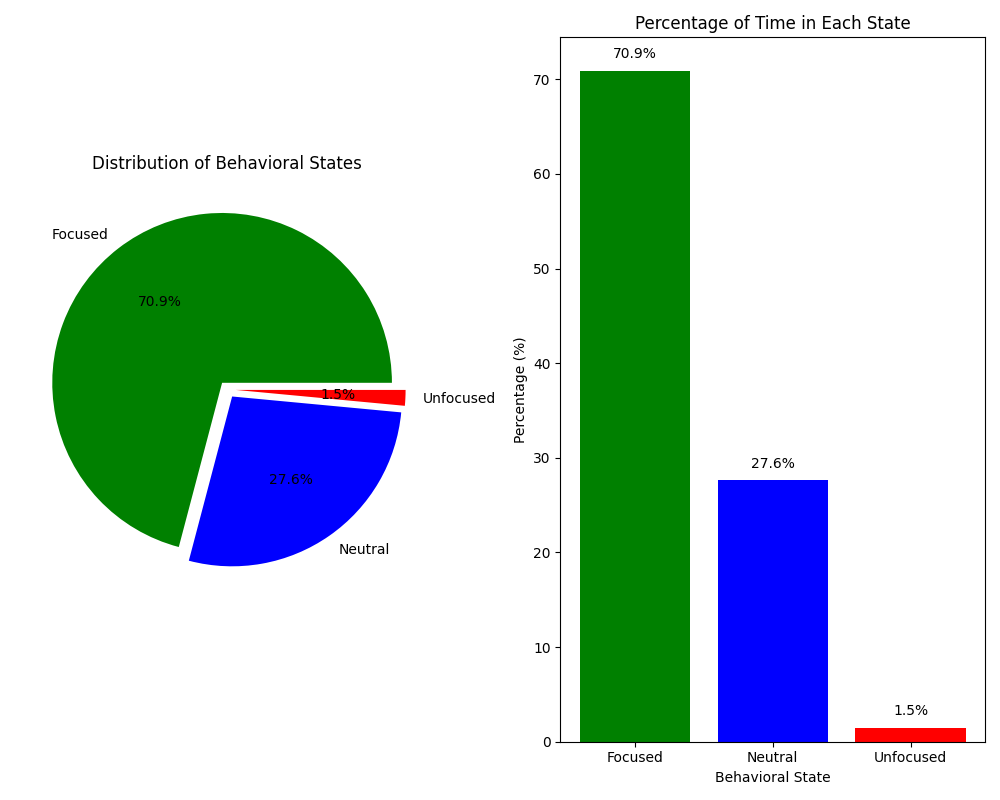 Distribution of Behavioral States
Focused
70.9%
1.5%
Unfocused
27.6%
Neutral
Percentage of Time in Each State
Percentage (%)
70
60
50
40
30
20
10
0
70.9%
27.6%
1.5%
Focused
Neutral
Unfocused
Behavioral State